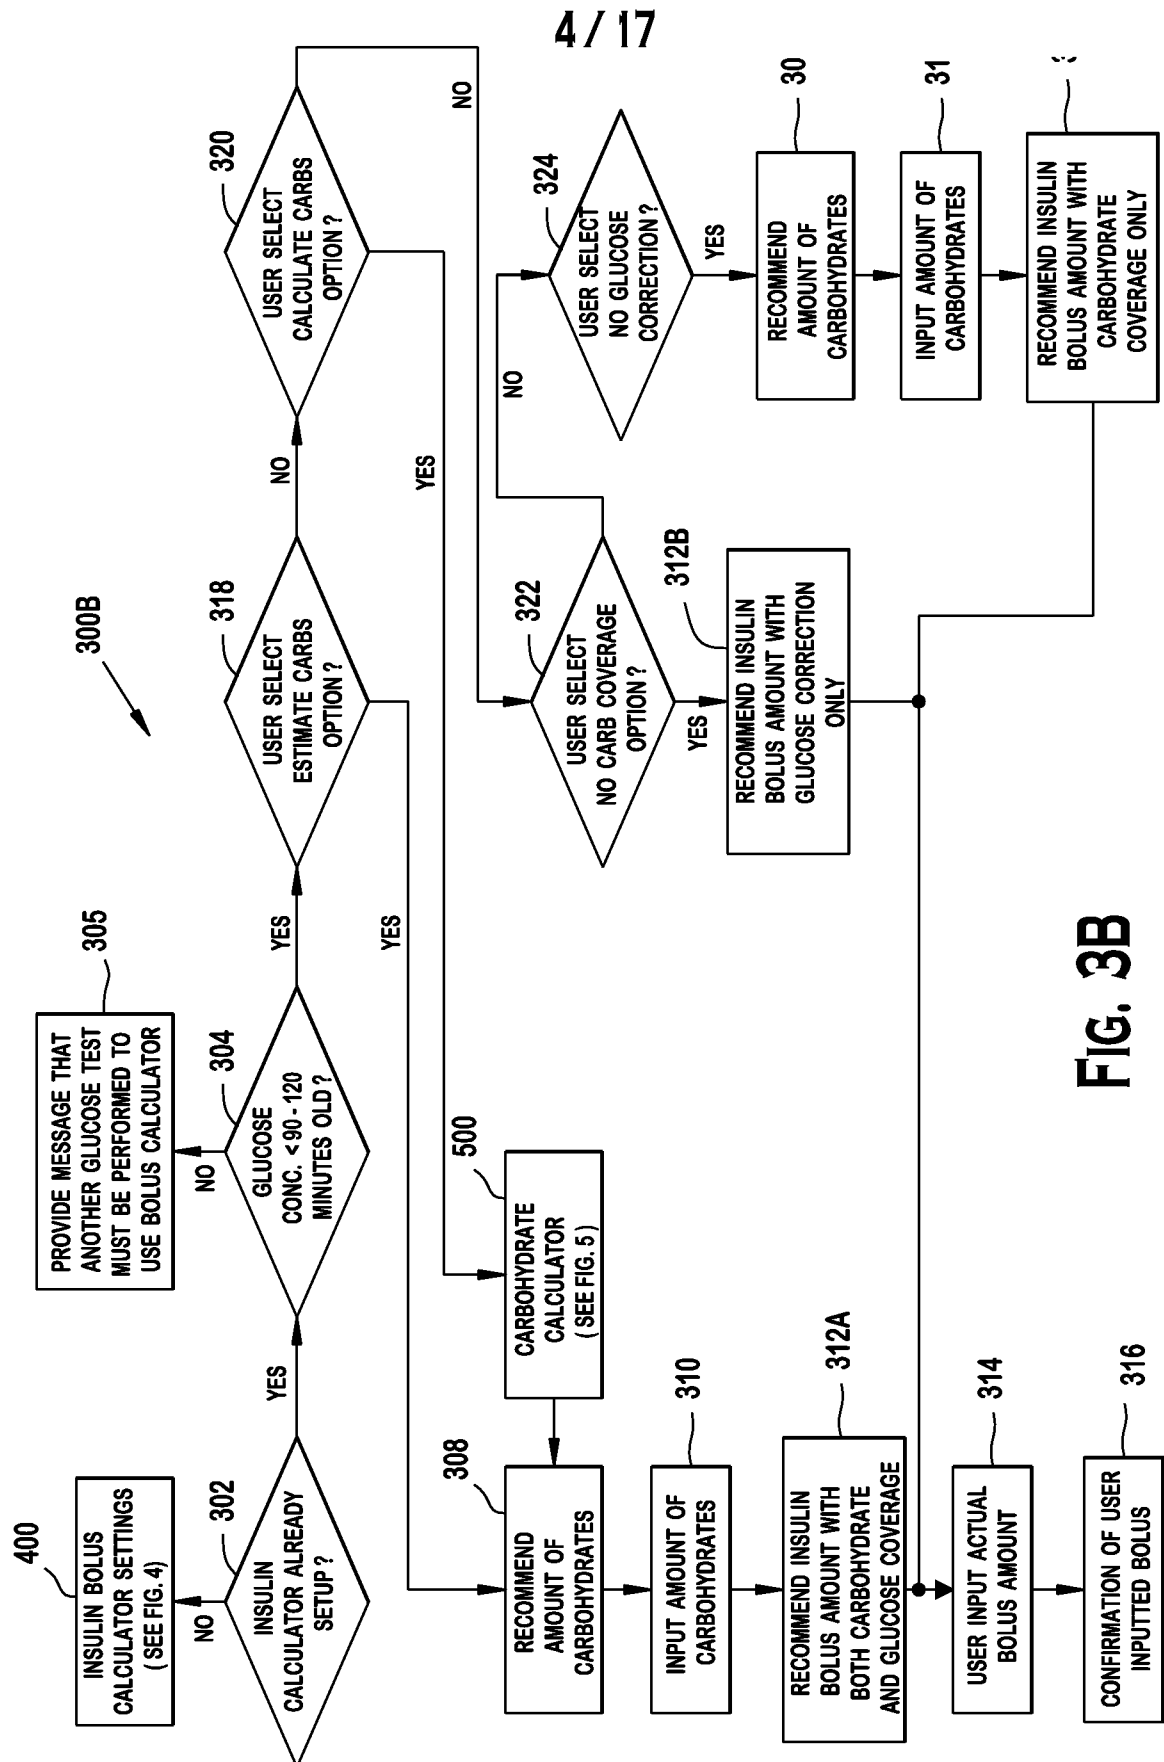 4 / 17
300B
400
INSULIN BOLUS
CALCULATOR SETTINGS
( SEE FIG. 4 )
NO
302
INSULIN
CALCULATOR ALREADY
SETUP ?
YES
305
PROVIDE MESSAGE THAT
ANOTHER GLUCOSE TEST
MUST BE PERFORMED TO
USE BOLUS CALCULATOR
NO
304
GLUCOSE
CONC. < 90 - 120
MINUTES OLD ?
YES
318
USER SELECT
ESTIMATE CARBS
OPTION ?
YES
NO
320
USER SELECT
CALCULATE CARBS
OPTION ?
YES
NO
500
CARBOHYDRATE
CALCULATOR
( SEE FIG. 5 )
308
RECOMMEND
AMOUNT OF
CARBOHYDRATES
310
INPUT AMOUNT OF
CARBOHYDRATES
312A
RECOMMEND INSULIN
BOLUS AMOUNT WITH
BOTH CARBOHYDRATE
AND GLUCOSE COVERAGE
314
USER INPUT ACTUAL
BOLUS AMOUNT
316
CONFIRMATION OF USER
INPUTTED BOLUS
322
USER SELECT
NO CARB COVERAGE
OPTION ?
YES
NO
312B
RECOMMEND INSULIN
BOLUS AMOUNT WITH
GLUCOSE CORRECTION
ONLY
324
USER SELECT
NO GLUCOSE
CORRECTION ?
YES
30
RECOMMEND
AMOUNT OF
CARBOHYDRATES
31
INPUT AMOUNT OF
CARBOHYDRATES
RECOMMEND INSULIN
BOLUS AMOUNT WITH
CARBOHYDRATE
COVERAGE ONLY
FIG. 3B